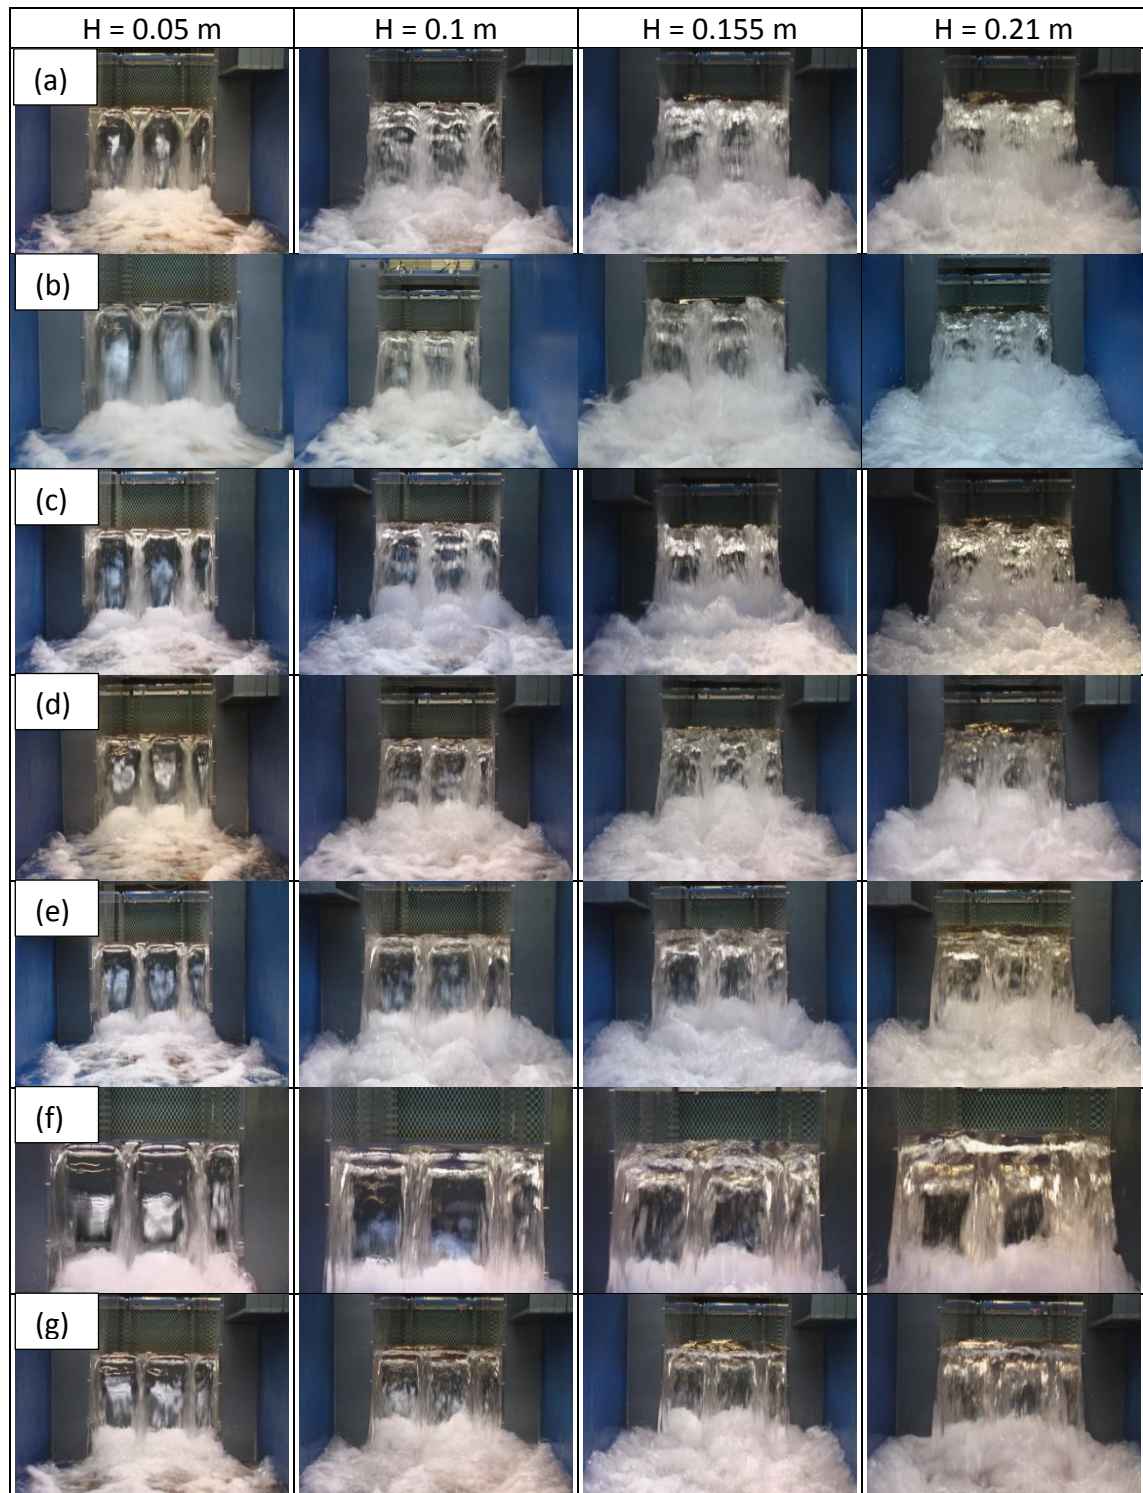 H = 0.05 m H = 0.1 m H = 0.155 m H = 0.21 m
(a)
(b)
(c)
(d)
(e)
(f)
(g)